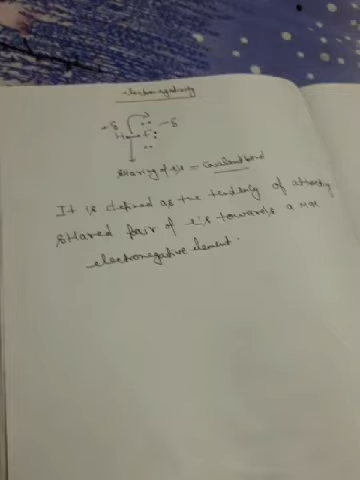 electronegativity
+δ -δ
H F
sharing of e's = Covalent bond
It is defined as the tendency of attracting
shared pair of e's towards a more
electronegative element.